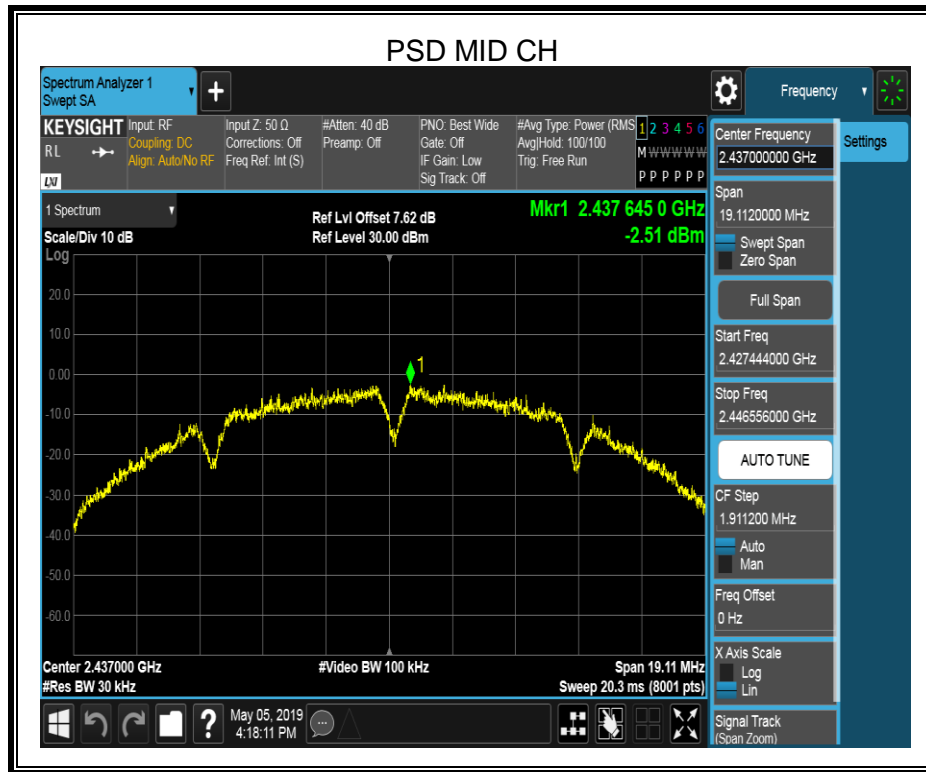 PSD MID CH
Spectrum Analyzer 1
Swept SA
+
Frequency
KEYSIGHT
RL
LXI
Input: RF
Coupling: DC
Align: Auto/No RF
Input Z: 50 Ω
Corrections: Off
Freq Ref: Int (S)
#Atten: 40 dB
Preamp: Off
PNO: Best Wide
Gate: Off
IF Gain: Low
Sig Track: Off
#Avg Type: Power (RMS
Avg|Hold: 100/100
Trig: Free Run
1 2 3 4 5 6
M W W W W W
P P P P P P
Center Frequency
2.437000000 GHz
Settings
1 Spectrum
Scale/Div 10 dB
Ref Lvl Offset 7.62 dB
Ref Level 30.00 dBm
Mkr1 2.437 645 0 GHz
-2.51 dBm
Log
20.0
10.0
0.00
-10.0
-20.0
-30.0
-40.0
-50.0
-60.0
1
Center 2.437000 GHz
#Res BW 30 kHz
#Video BW 100 kHz
Span 19.11 MHz
Sweep 20.3 ms (8001 pts)
Span
19.1120000 MHz
Swept Span
Zero Span
Full Span
Start Freq
2.427444000 GHz
Stop Freq
2.446556000 GHz
AUTO TUNE
CF Step
1.911200 MHz
Auto
Man
Freq Offset
0 Hz
X Axis Scale
Log
Lin
Signal Track
(Span Zoom)
?
May 05, 2019
4:18:11 PM